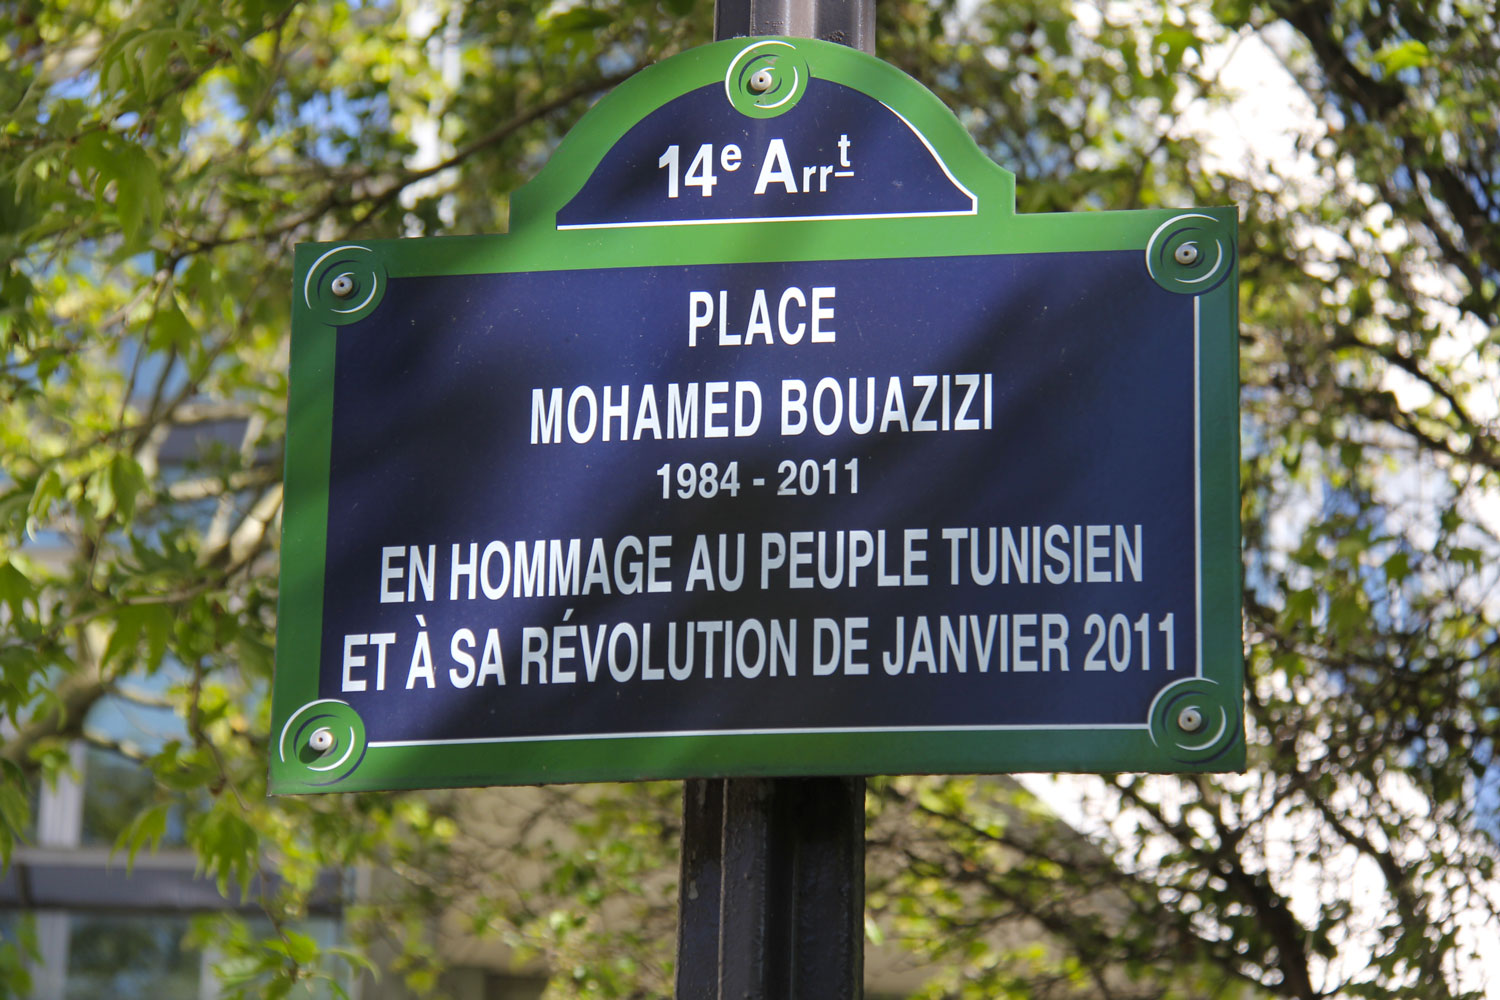 14e Arrt
PLACE
MOHAMED BOUAZIZI
1984 - 2011
EN HOMMAGE AU PEUPLE TUNISIEN
ET À SA RÉVOLUTION DE JANVIER 2011